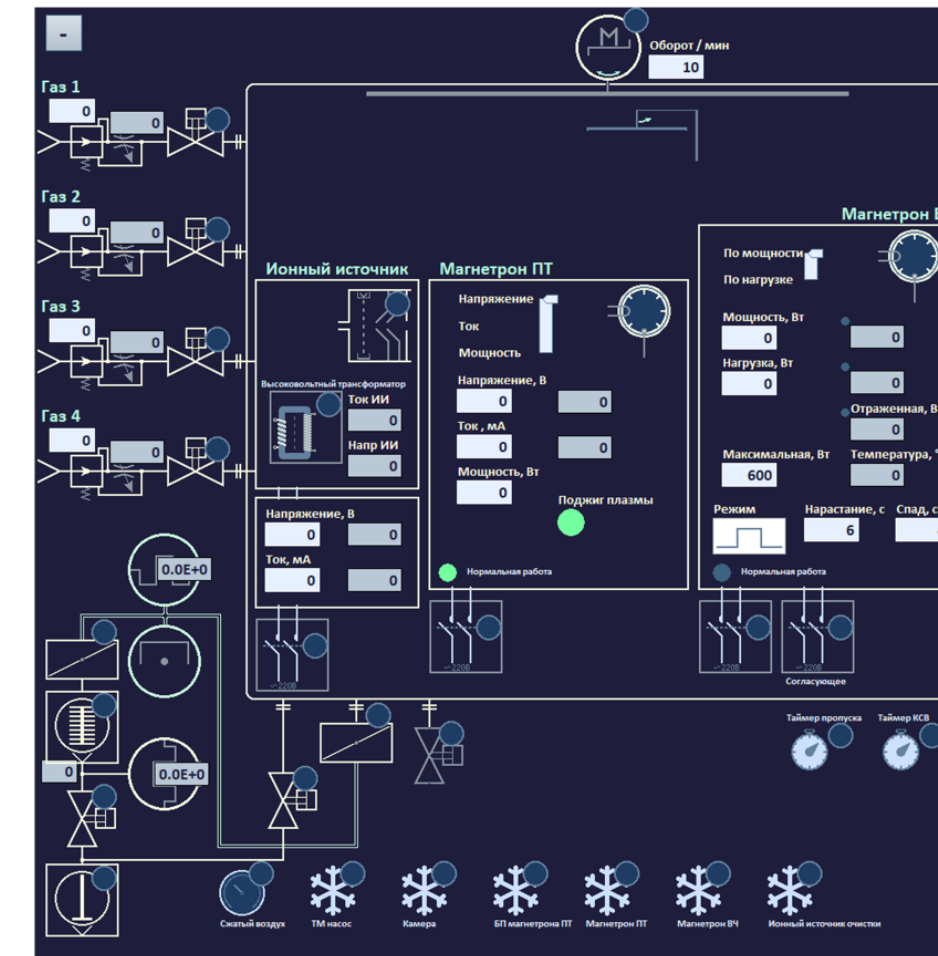 -
М
Оборот / мин
10
Газ 1
0
0
Газ 2
0
0
Газ 3
0
0
Газ 4
0
0
Ионный источник
Высоковольтный трансформатор
Ток ИИ
0
Напр ИИ
0
Напряжение, В
0
0
Ток, мА
0
0
~220В
Магнетрон ПТ
Напряжение
Ток
Мощность
Напряжение, В
0
0
Ток , мА
0
0
Мощность, Вт
0
Поджиг плазмы
Нормальная работа
~220В
Магнетрон В
По мощности
По нагрузке
Мощность, Вт
0
0
Нагрузка, Вт
0
0
Отраженная, В
0
Максимальная, Вт
Температура, °
600
0
Режим
Нарастание, с
Спад, с
6
Нормальная работа
~220В
~220В
Согласующее
0.0E+0
0
0.0E+0
Таймер пропуска
Таймер КСВ
Сжатый воздух
ТМ насос
Камера
БП магнетрона ПТ
Магнетрон ПТ
Магнетрон ВЧ
Ионный источник очистки